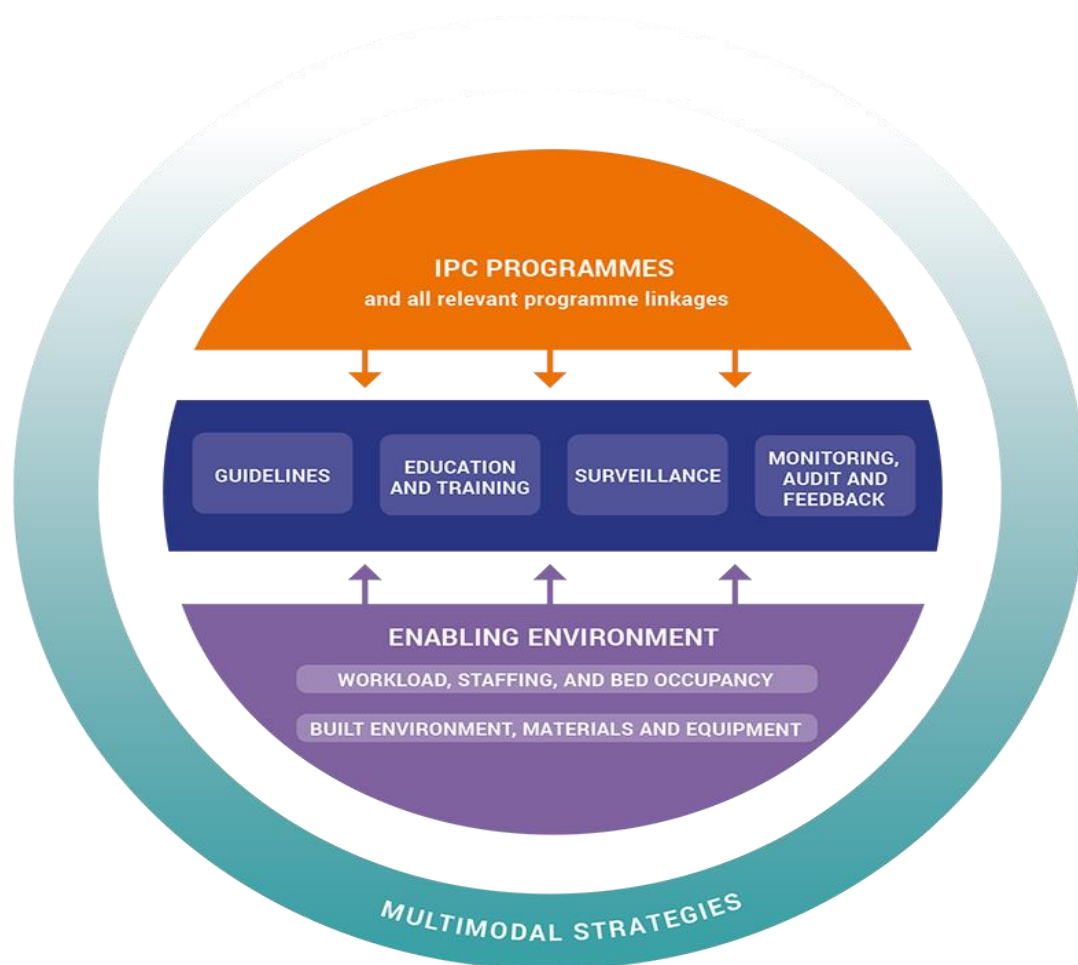 IPC PROGRAMMES
and all relevant programme linkages
GUIDELINES
EDUCATION
AND TRAINING
SURVEILLANCE
MONITORING,
AUDIT AND
FEEDBACK
ENABLING ENVIRONMENT
WORKLOAD, STAFFING, AND BED OCCUPANCY
BUILT ENVIRONMENT, MATERIALS AND EQUIPMENT
MULTIMODAL STRATEGIES